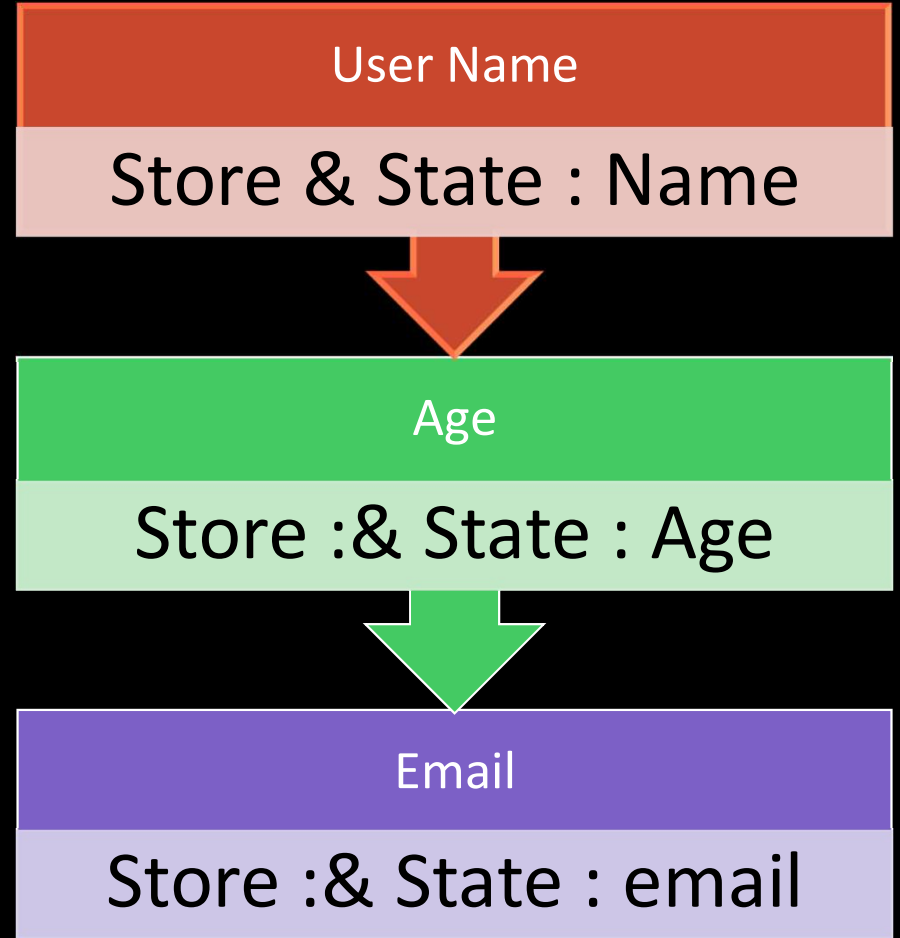 User Name
Store & State : Name
Age
Store :& State : Age
Email
Store :& State : email